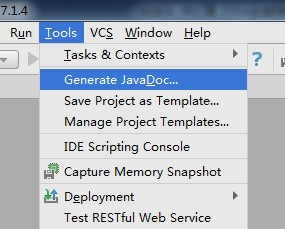 7.1.4
Run Tools VCS Window Help
Tasks & Contexts
Generate JavaDoc...
Save Project as Template...
Manage Project Templates...
IDE Scripting Console
Capture Memory Snapshot
Deployment
Test RESTful Web Service